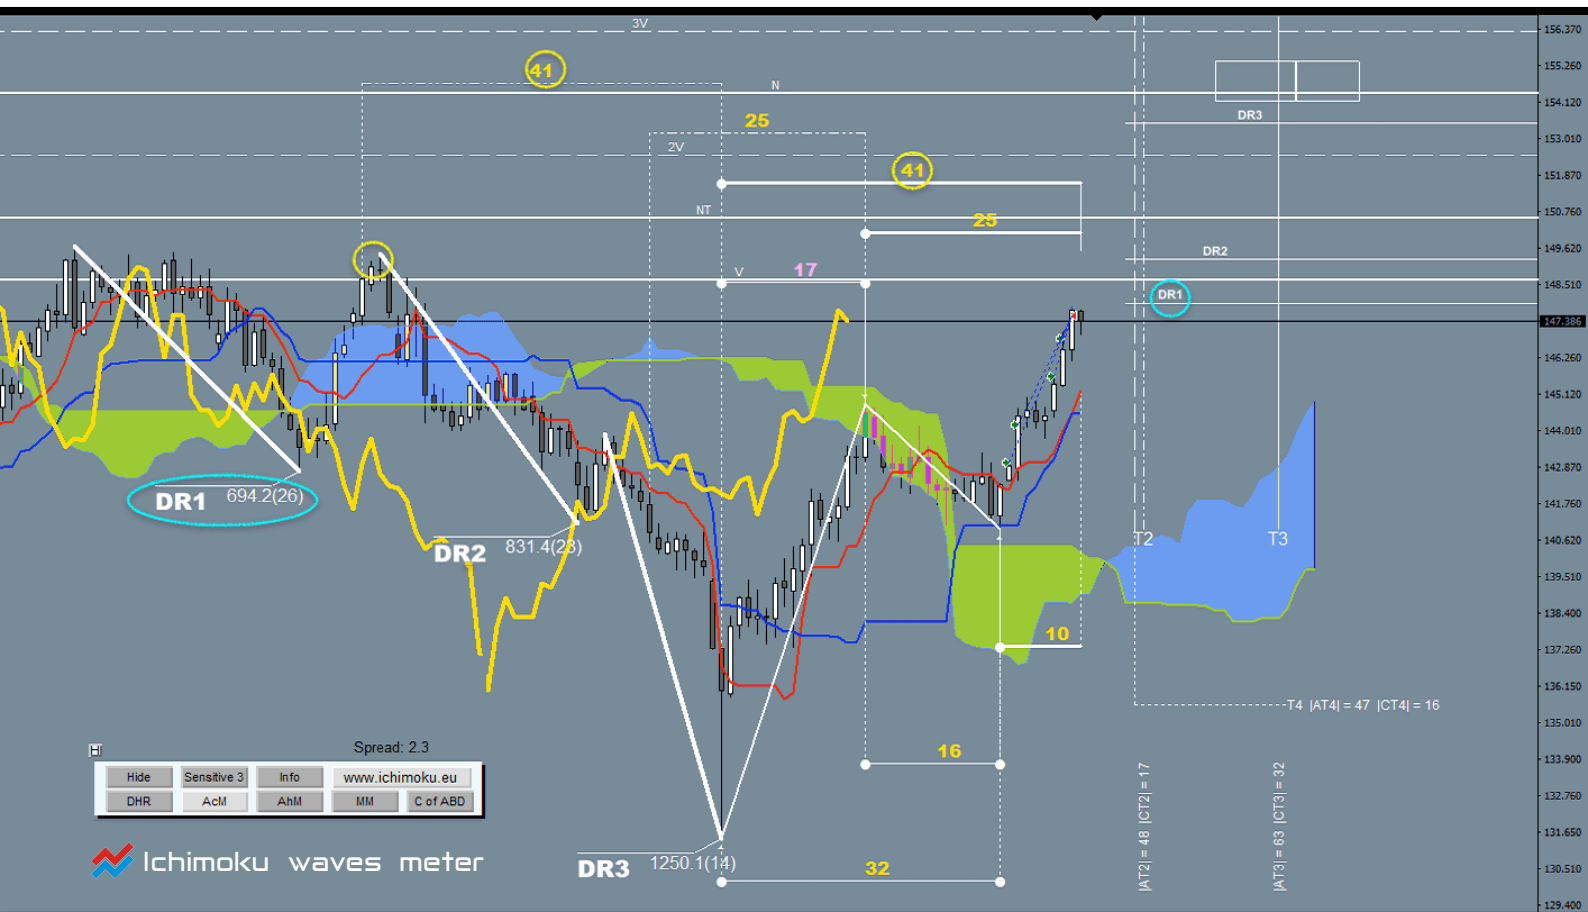 3V
156.370
155.260
154.120
153.010
151.870
150.760
149.620
148.510
147.386
146.260
145.120
144.010
142.870
141.760
140.620
139.510
138.400
137.260
136.150
135.010
133.900
132.760
131.650
130.510
129.400
41
N
DR3
25
2V
41
NT
25
DR2
V
17
DR1
DR1
694.2(26)
DR2
831.4(23)
T2
T3
10
T4 |AT4| = 47 |CT4| = 16
16
|AT2| = 48 |CT2| = 17
|AT3| = 63 |CT3| = 32
Spread: 2.3
H
Hide
Sensitive 3
Info
www.ichimoku.eu
DHR
AcM
AhM
MM
C of ABD
Ichimoku waves meter
DR3
1250.1(14)
32